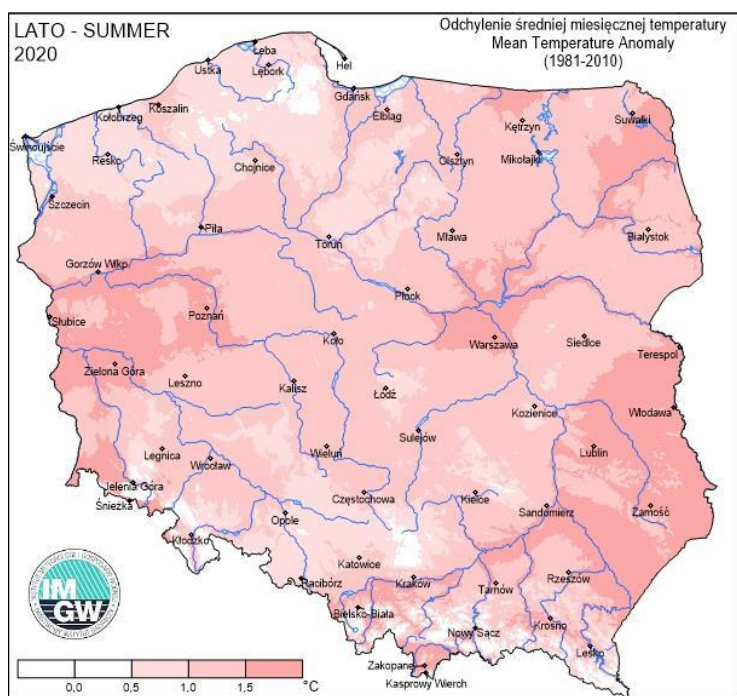 LATO - SUMMER
2020
Odchylenie średniej miesięcznej temperatury
Mean Temperature Anomaly
(1981-2010)
Łeba
Ustka
Lębork
Hel
Gdańsk
Koszalin
Kołobrzeg
Elbląg
Kętrzyn
Suwałki
Świnoujście
Resko
Chojnice
Olsztyn
Mikołajki
Szczecin
Piła
Toruń
Mława
Białystok
Gorzów Wlkp.
Płock
Słubice
Poznań
Koło
Warszawa
Siedlce
Terespol
Zielona Góra
Leszno
Kalisz
Łódź
Kozienice
Włodawa
Legnica
Wrocław
Wieluń
Sulejów
Lublin
Jelenia Góra
Śnieżka
Częstochowa
Kielce
Sandomierz
Zamość
Kłodzko
Opole
Katowice
Racibórz
Kraków
Tarnów
Rzeszów
Bielsko-Biała
Nowy Sącz
Krosno
Lesko
Zakopane
Kasprowy Wierch
IM
GW
0,0 0,5 1,0 1,5 °C